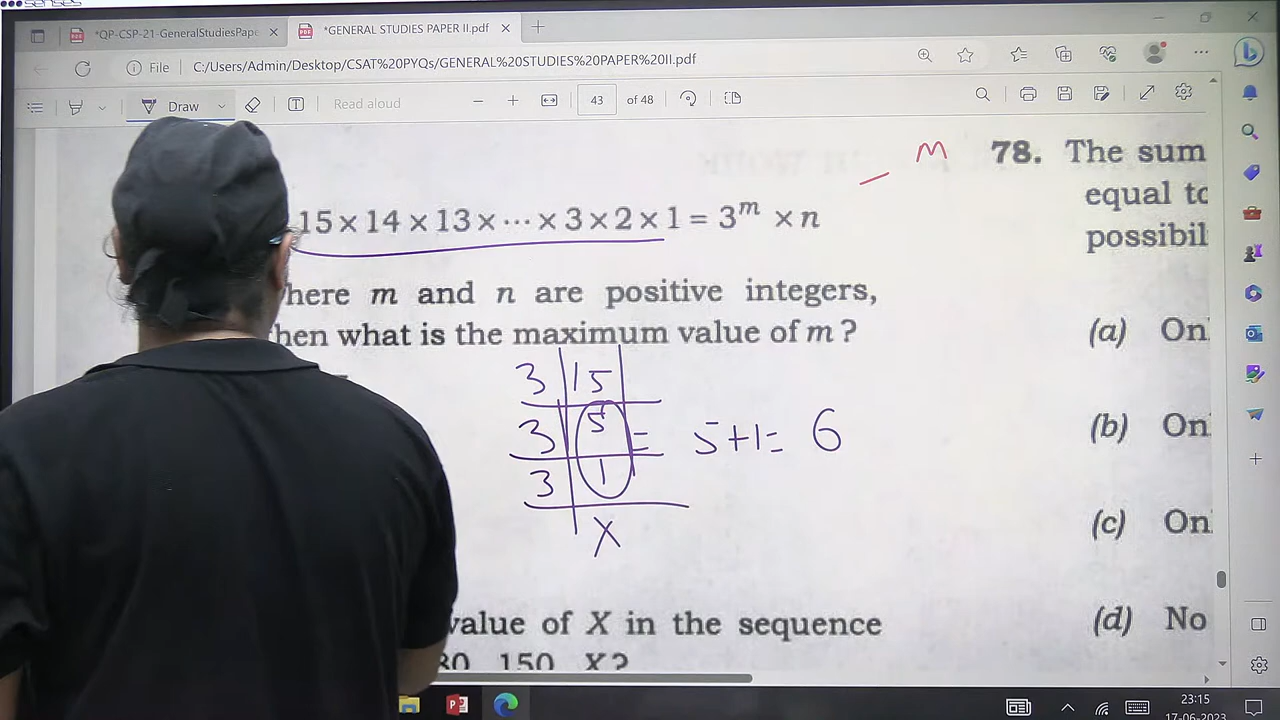 *QP-CSP-21-GeneralStudiesPape
*GENERAL STUDIES PAPER II.pdf
File
C:/Users/Admin/Desktop/CSAT%20PYQs/GENERAL%20STUDIES%20PAPER%20II.pdf
Draw
Read aloud
43 of 48
15 × 14 × 13 × ⋯ × 3 × 2 × 1 = 3^m × n
here m and n are positive integers,
hen what is the maximum value of m ?
3 | 15
3 | 5 = 5+1= 6
3 | 1
X
value of X in the sequence
80, 150, X?
M
78. The sum
equal to
possibil
(a) On
(b) On
(c) On
(d) No
23:15
17-06-2023